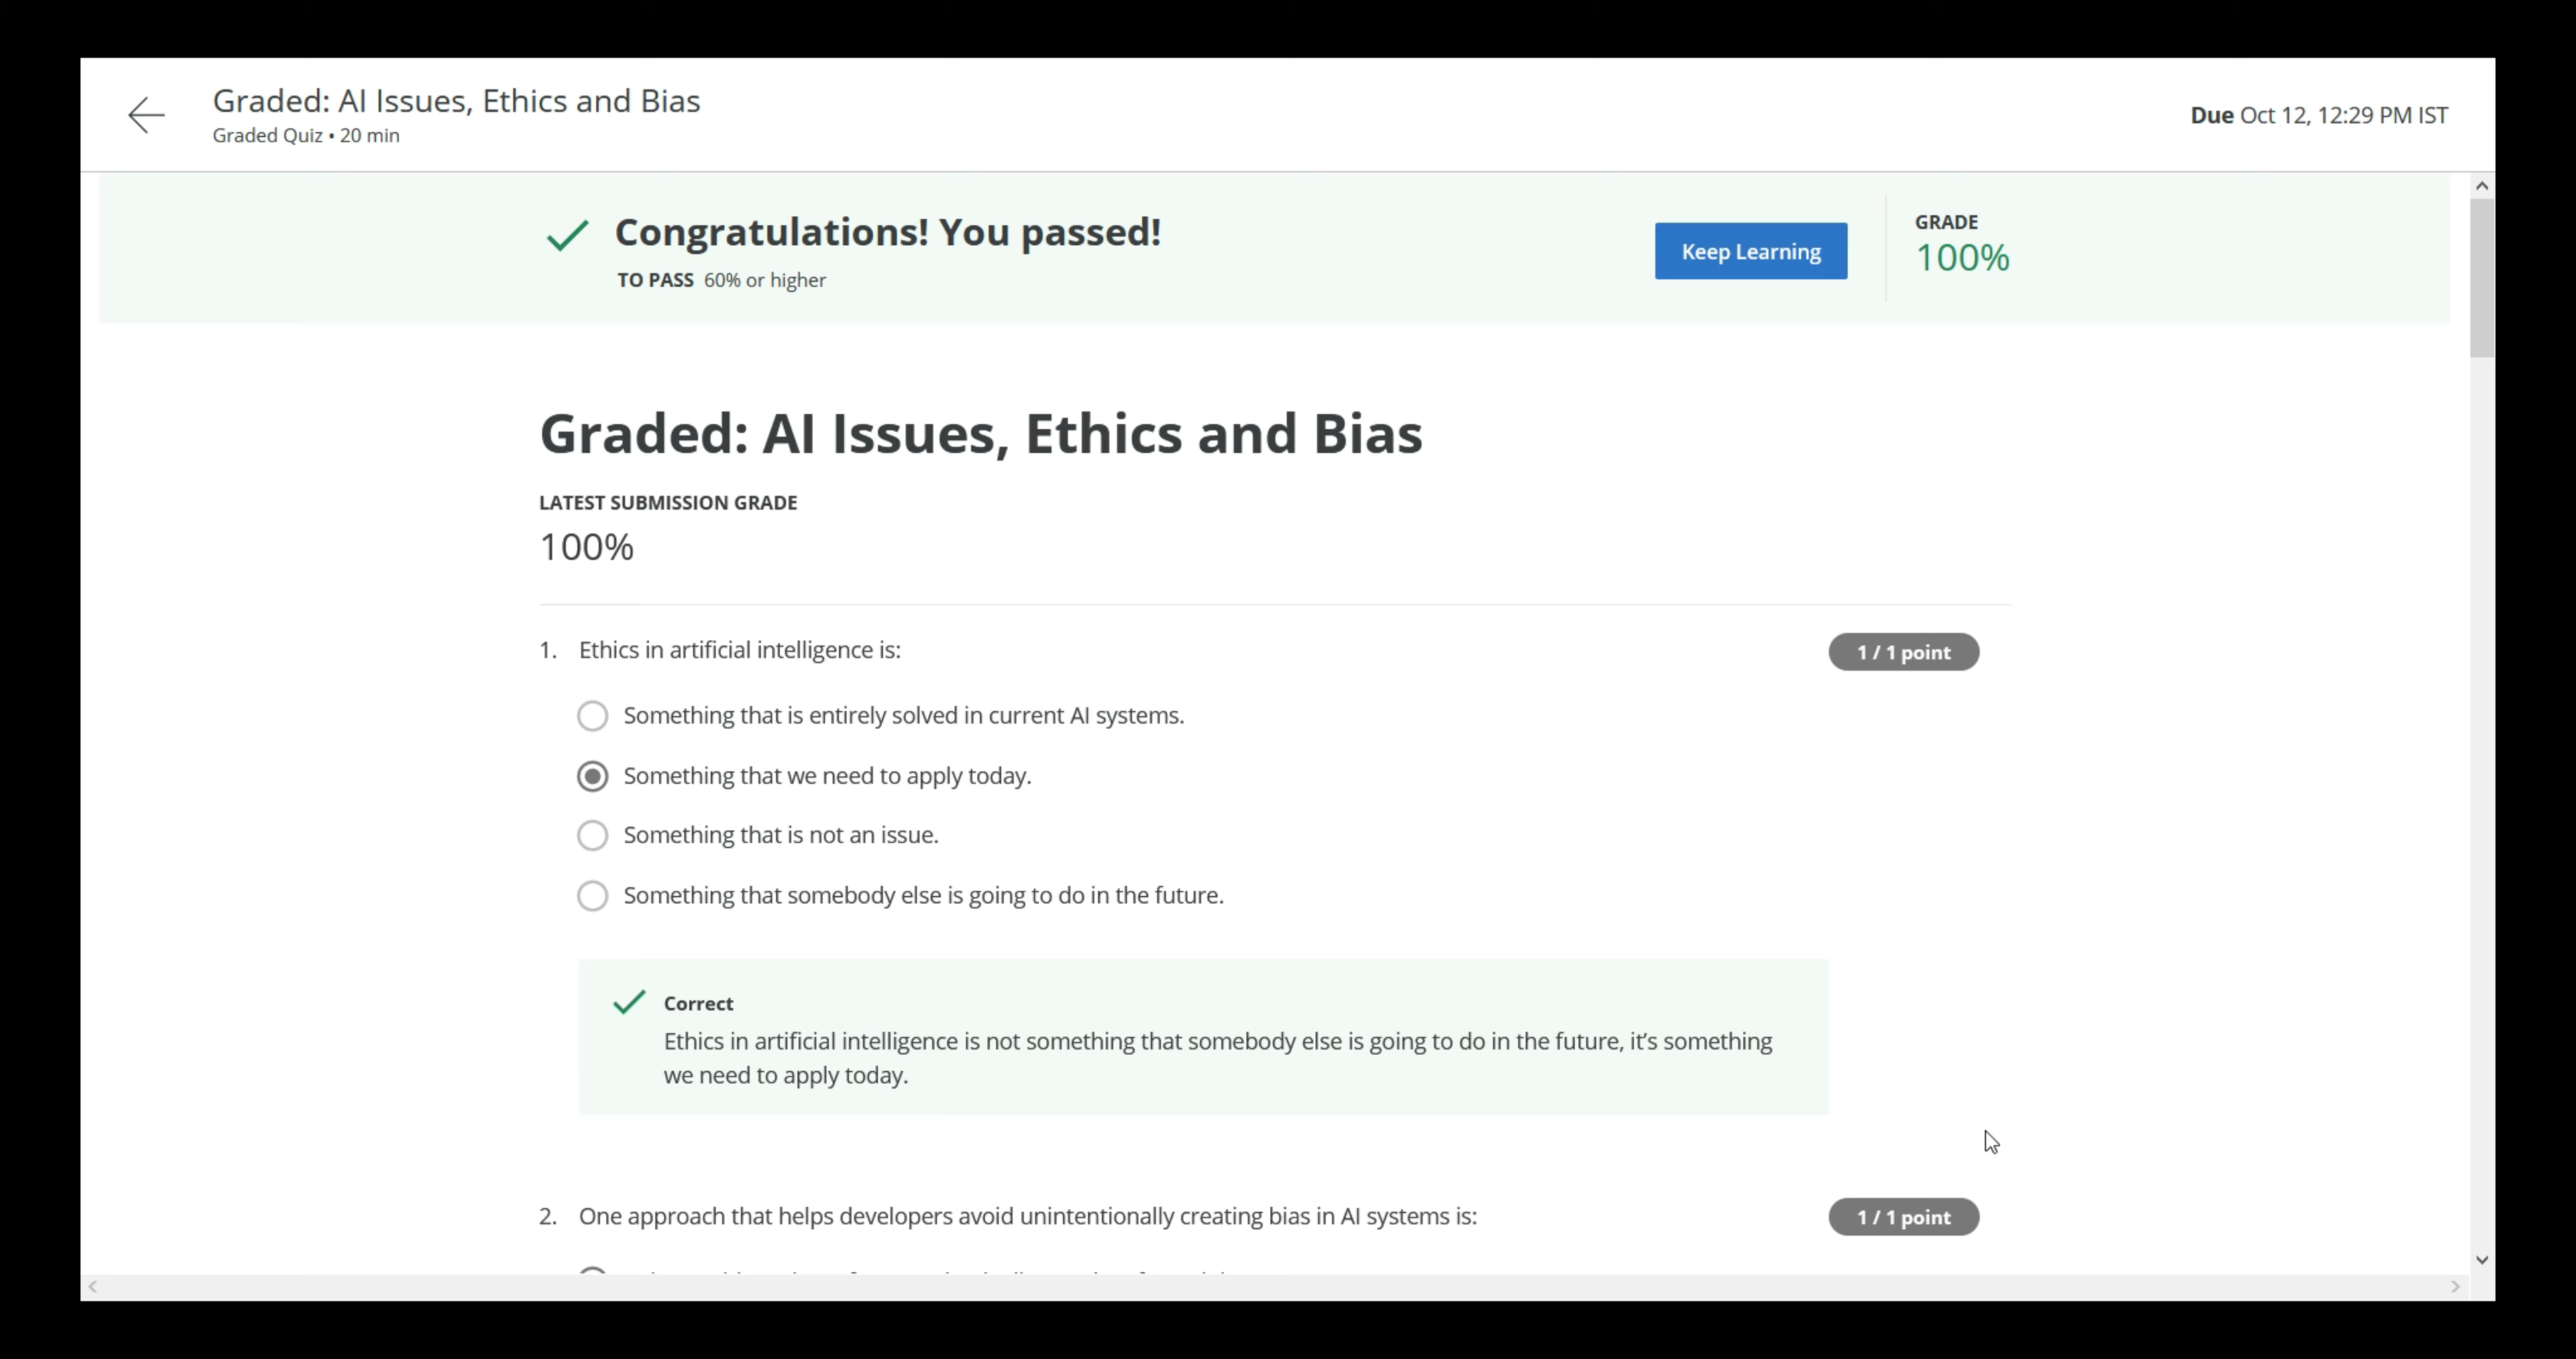 Graded: AI Issues, Ethics and Bias
Graded Quiz • 20 min
Due Oct 12, 12:29 PM IST
Congratulations! You passed!
TO PASS 60% or higher
Keep Learning
GRADE
100%
Graded: AI Issues, Ethics and Bias
LATEST SUBMISSION GRADE
100%
1. Ethics in artificial intelligence is:
1 / 1 point
Something that is entirely solved in current AI systems.
Something that we need to apply today.
Something that is not an issue.
Something that somebody else is going to do in the future.
Correct
Ethics in artificial intelligence is not something that somebody else is going to do in the future, it’s something
we need to apply today.
2. One approach that helps developers avoid unintentionally creating bias in AI systems is:
1 / 1 point